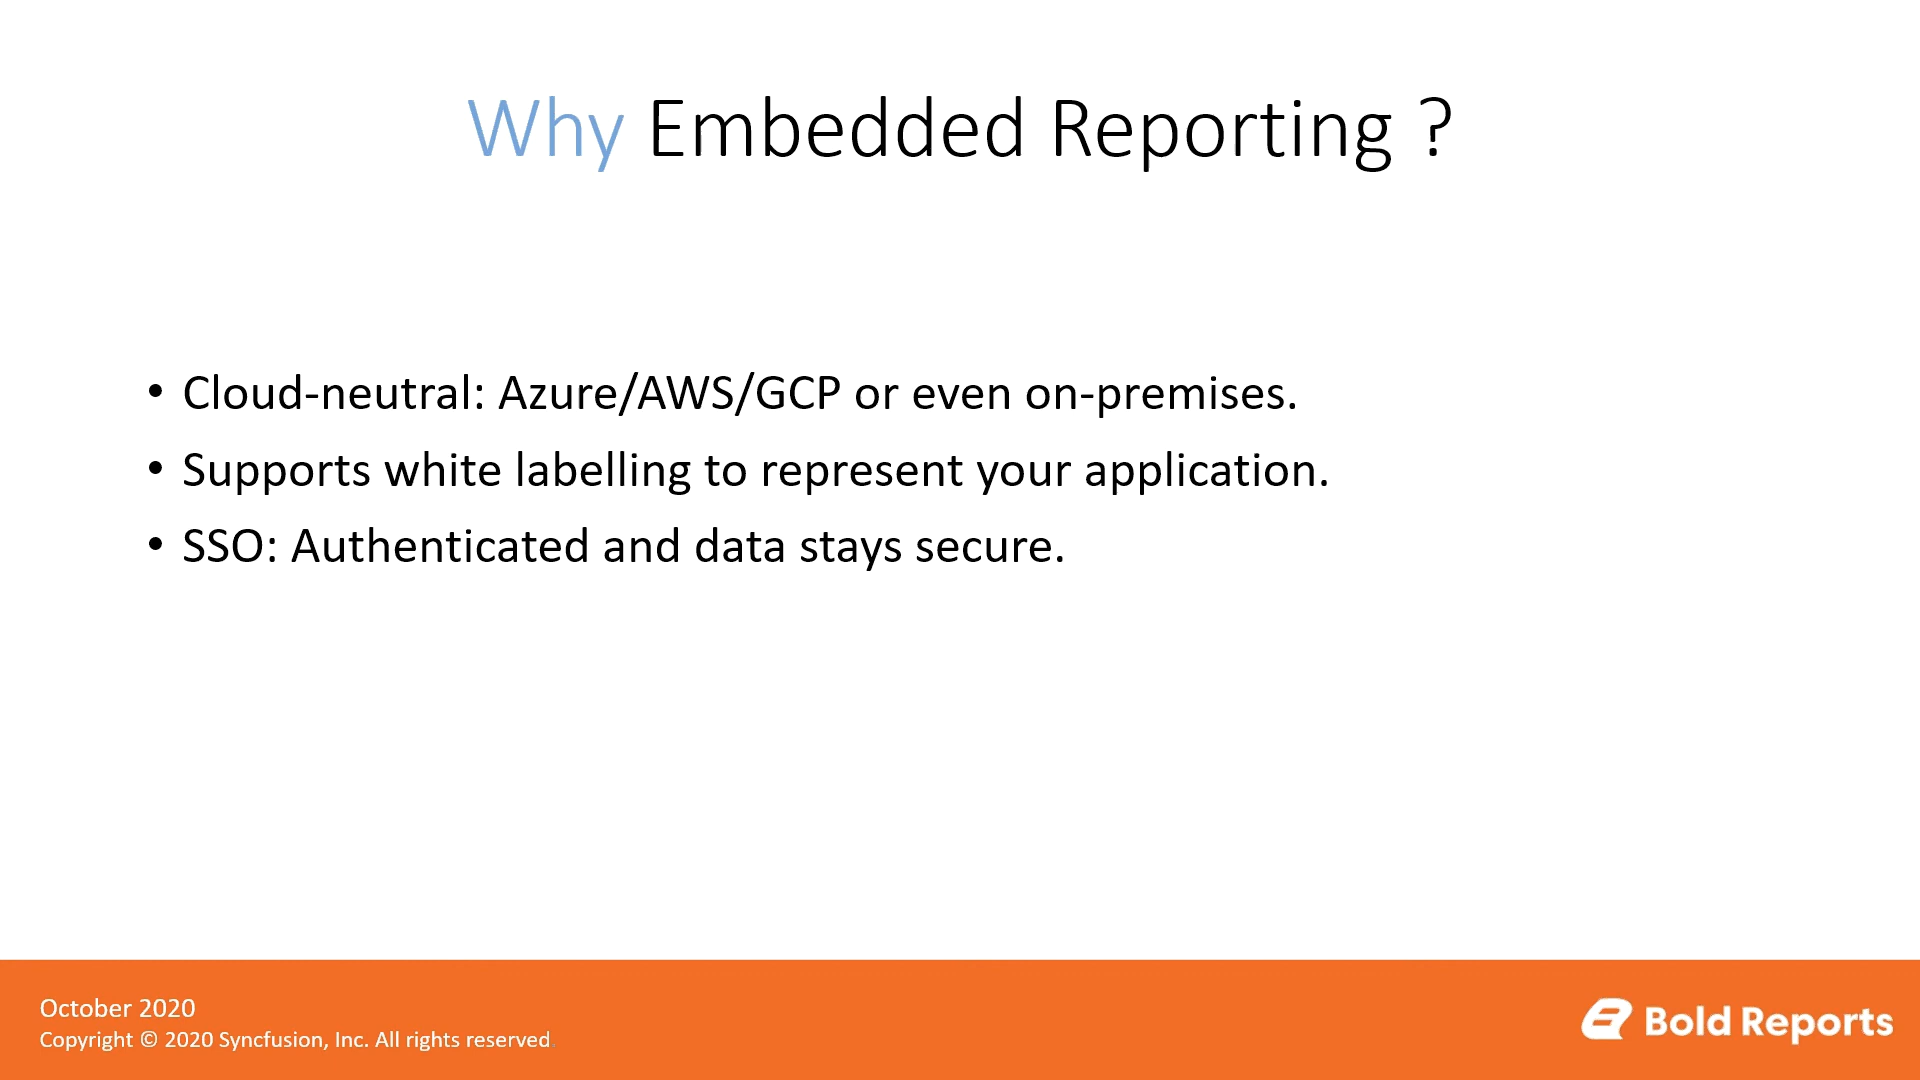 Why Embedded Reporting ?
• Cloud-neutral: Azure/AWS/GCP or even on-premises.
• Supports white labelling to represent your application.
• SSO: Authenticated and data stays secure.
October 2020
Copyright © 2020 Syncfusion, Inc. All rights reserved.
Bold Reports